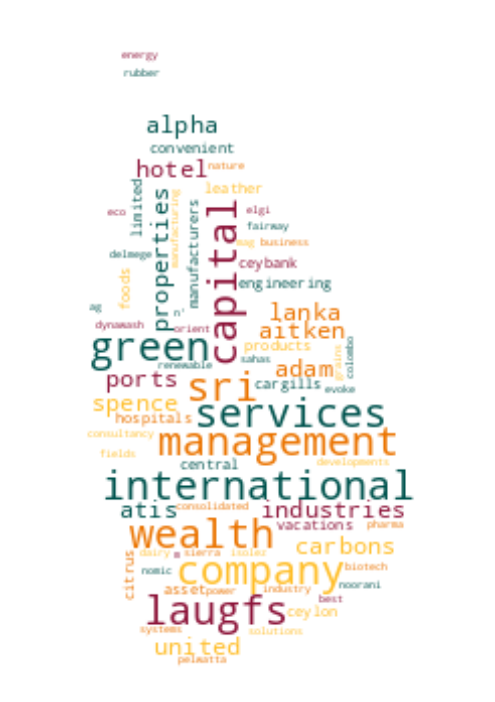 energy
rubber
alpha
convenient
hotel nature
limited
leather
eco
properties
manufacturing
manufacturers
capital
elgi
fairway
mag business
delmege
ceybank
foods
engineering
ag
n'
lanka
dynawash
orient
aitken
green
products
grains
colombo
renewable
sahas
adam
ports
sri
cargills
evoke
spence
services
hospitals
consultancy
management
fields
central
developments
international
atis
consolidated
industries
vacations
pharma
wealth
carbons
citrus
dairy
m
sierra
isolez
nomic
company
biotech
noorani
asset
power
industry
best
laugfs
ceylon
systems
solutions
united
pelwatta